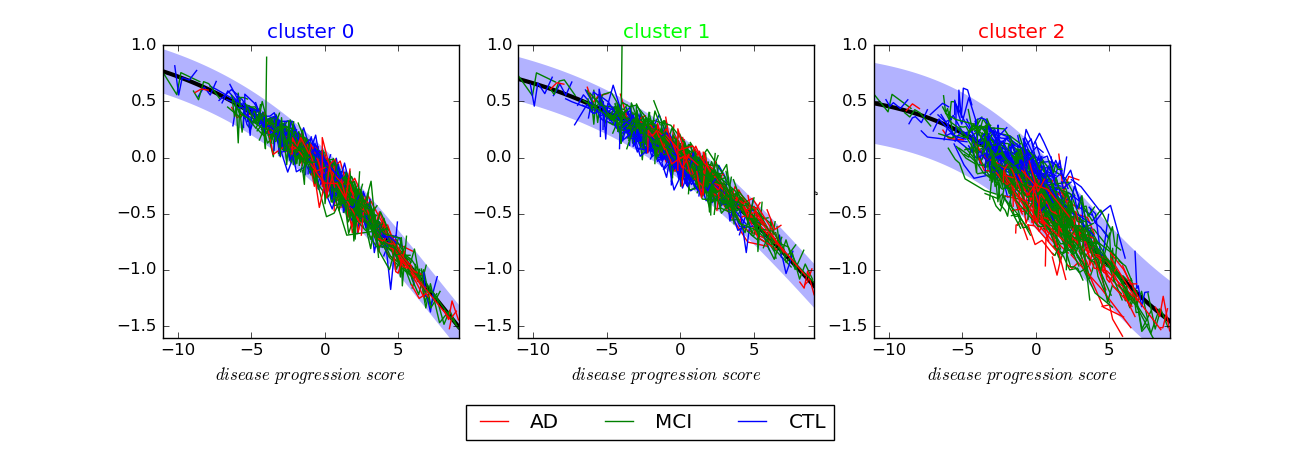 cluster 0 cluster 1 cluster 2
1.0 1.0 1.0
0.5 0.5 0.5
0.0 0.0 0.0
−0.5 −0.5 −0.5
−1.0 −1.0 −1.0
−1.5 −1.5 −1.5
−10 −5 0 5 −10 −5 0 5 −10 −5 0 5
disease progression score disease progression score disease progression score
AD MCI CTL